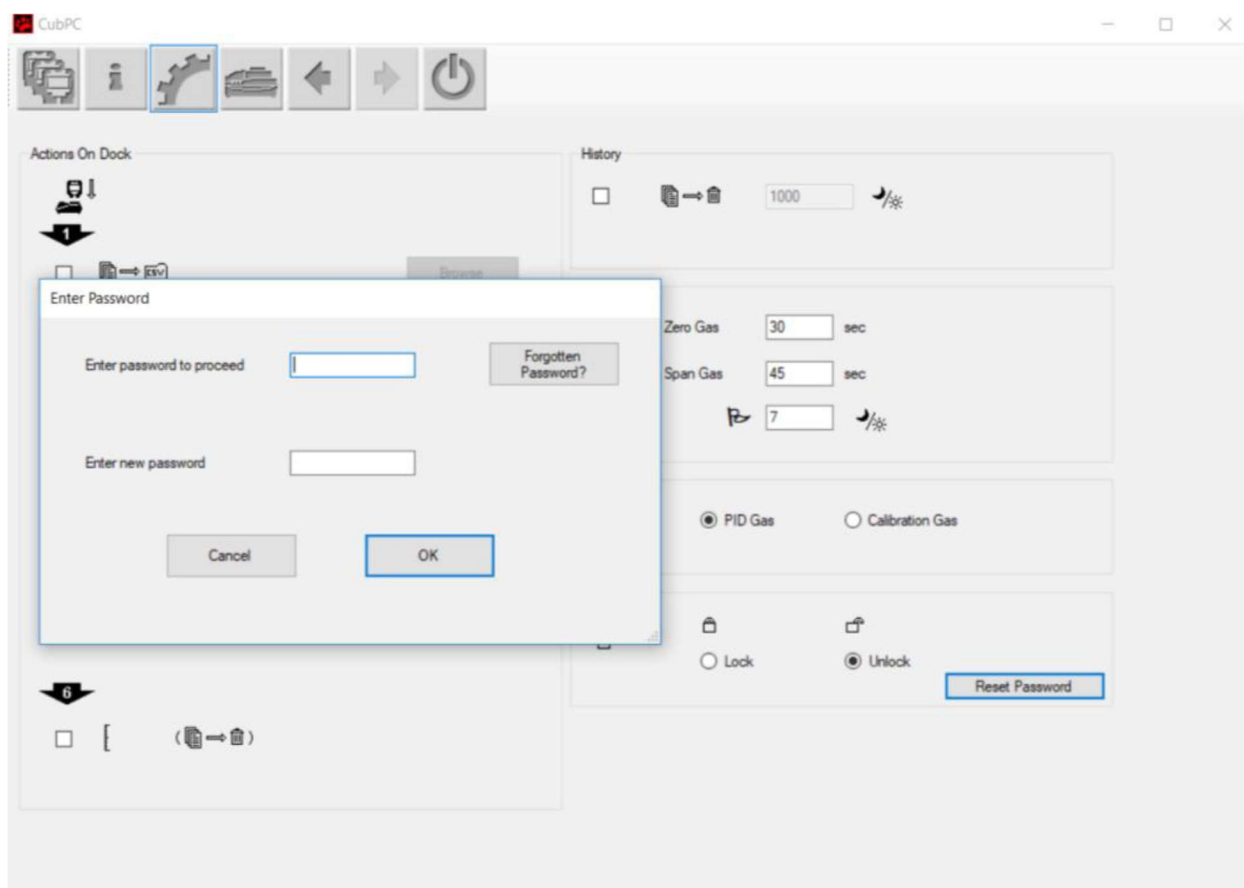 CubPC
Actions On Dock
1
CSV
Browse
History
1000
Enter Password
Enter password to proceed
Forgotten
Password?
Enter new password
Cancel
OK
Zero Gas 30 sec
Span Gas 45 sec
7
PID Gas
Calibration Gas
Lock
Unlock
Reset Password
6
( )